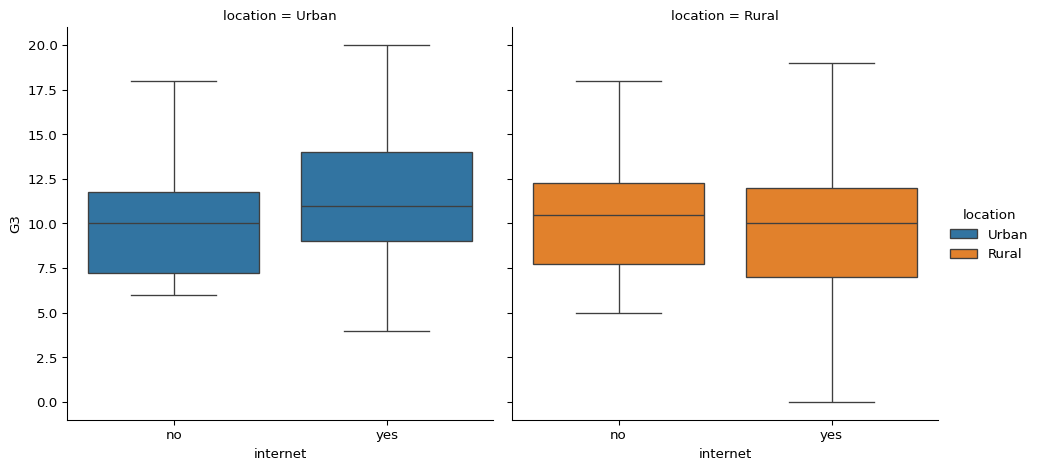 location = Urban
location = Rural
20.0
17.5
15.0
12.5
10.0
7.5
5.0
2.5
0.0
G3
no
yes
internet
no
yes
internet
location
Urban
Rural